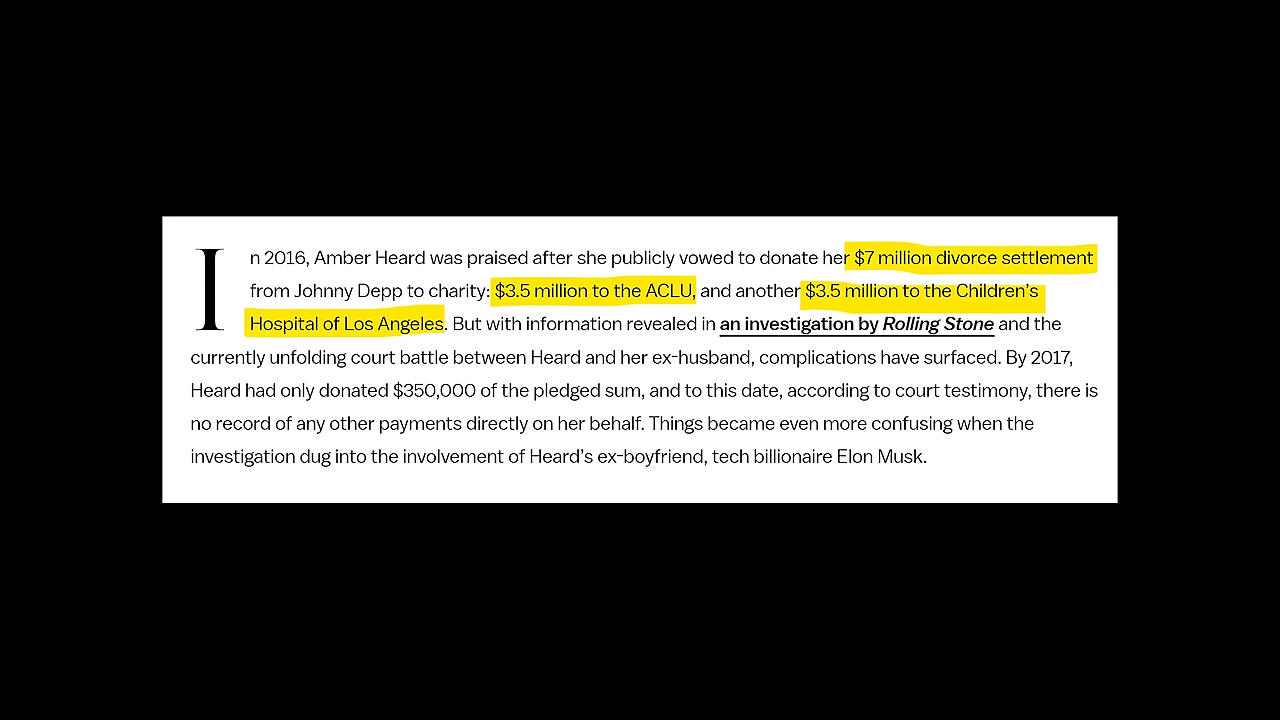 In 2016, Amber Heard was praised after she publicly vowed to donate her $7 million divorce settlement
from Johnny Depp to charity: $3.5 million to the ACLU, and another $3.5 million to the Children's
Hospital of Los Angeles. But with information revealed in an investigation by Rolling Stone and the
currently unfolding court battle between Heard and her ex-husband, complications have surfaced. By 2017,
Heard had only donated $350,000 of the pledged sum, and to this date, according to court testimony, there is
no record of any other payments directly on her behalf. Things became even more confusing when the
investigation dug into the involvement of Heard's ex-boyfriend, tech billionaire Elon Musk.